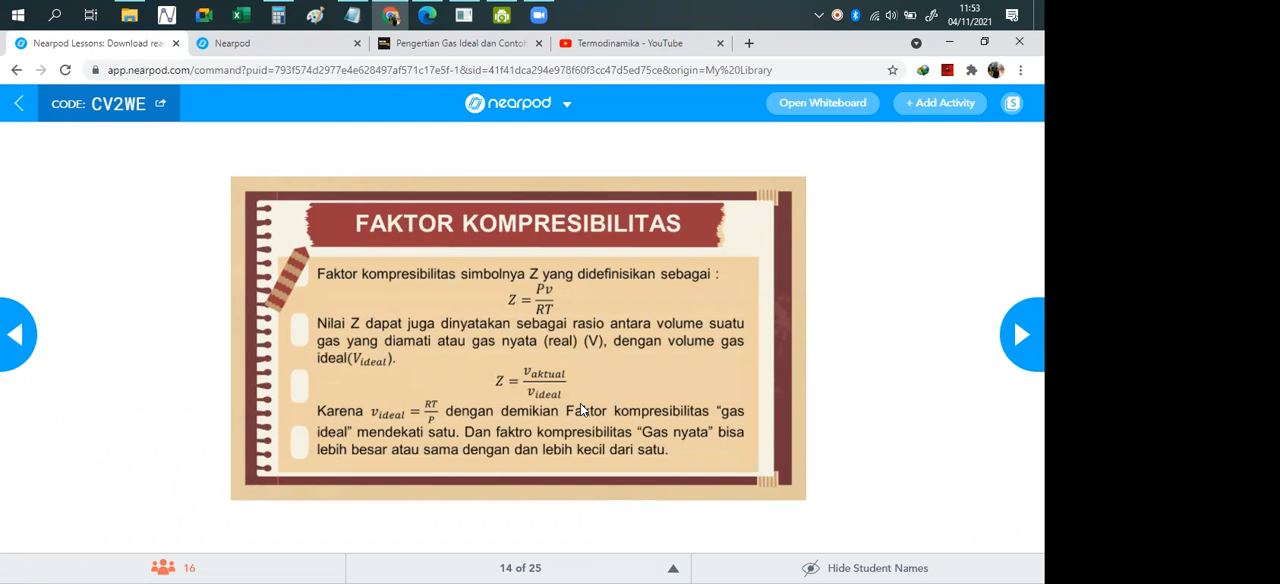 11:53
04/11/2021
Nearpod Lessons: Download rea
Nearpod
Pengertian Gas Ideal dan Contoh
Termodinamika - YouTube
app.nearpod.com/command?puid=793f574d2977e4e628497af571c17e5f-1&sid=41f41dca294e978f60f3cc47d5ed75ce&origin=My%20Library
CODE: CV2WE
nearpod
Open Whiteboard
+ Add Activity
S
FAKTOR KOMPRESIBILITAS
Faktor kompresibilitas simbolnya Z yang didefinisikan sebagai :
Z = Pv/RT
Nilai Z dapat juga dinyatakan sebagai rasio antara volume suatu
gas yang diamati atau gas nyata (real) (V), dengan volume gas
ideal(V_ideal).
Z = v_aktual/v_ideal
Karena v_ideal = RT/P dengan demikian Faktor kompresibilitas "gas
ideal" mendekati satu. Dan faktro kompresibilitas "Gas nyata" bisa
lebih besar atau sama dengan dan lebih kecil dari satu.
16
14 of 25
Hide Student Names